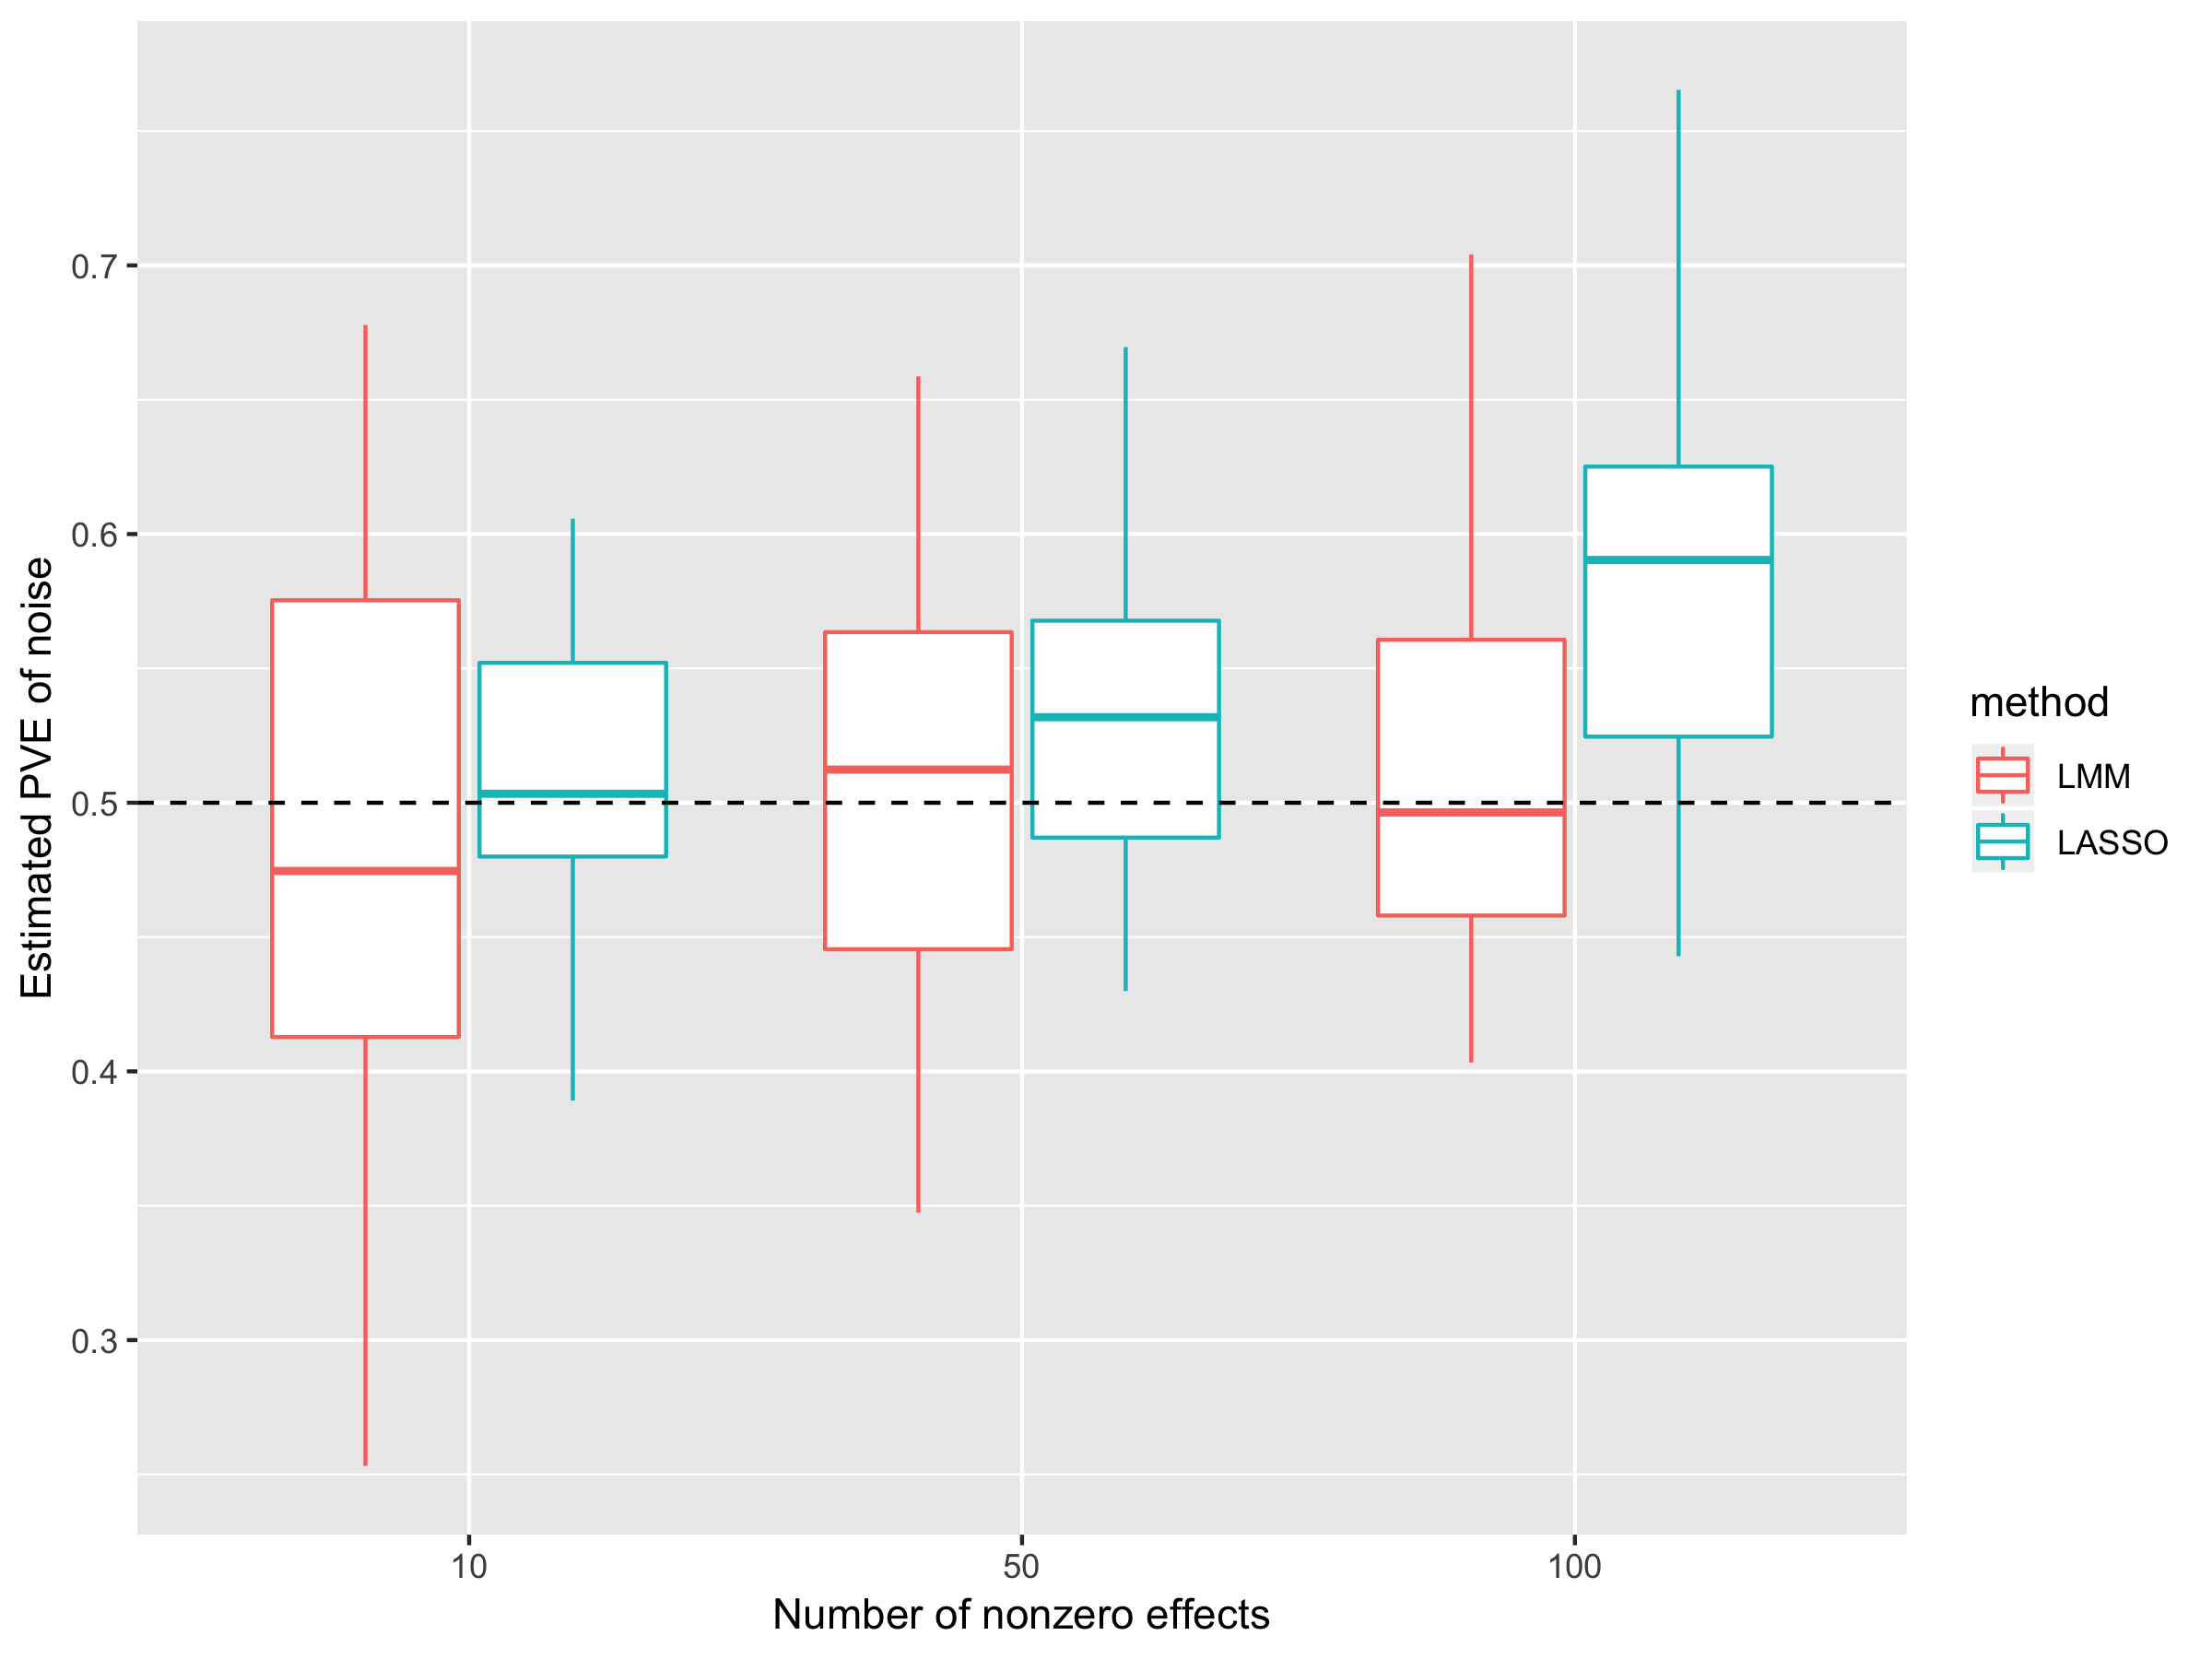 Estimated PVE of noise
0.7
0.6
0.5
0.4
0.3
10
50
100
Number of nonzero effects
method
LMM
LASSO